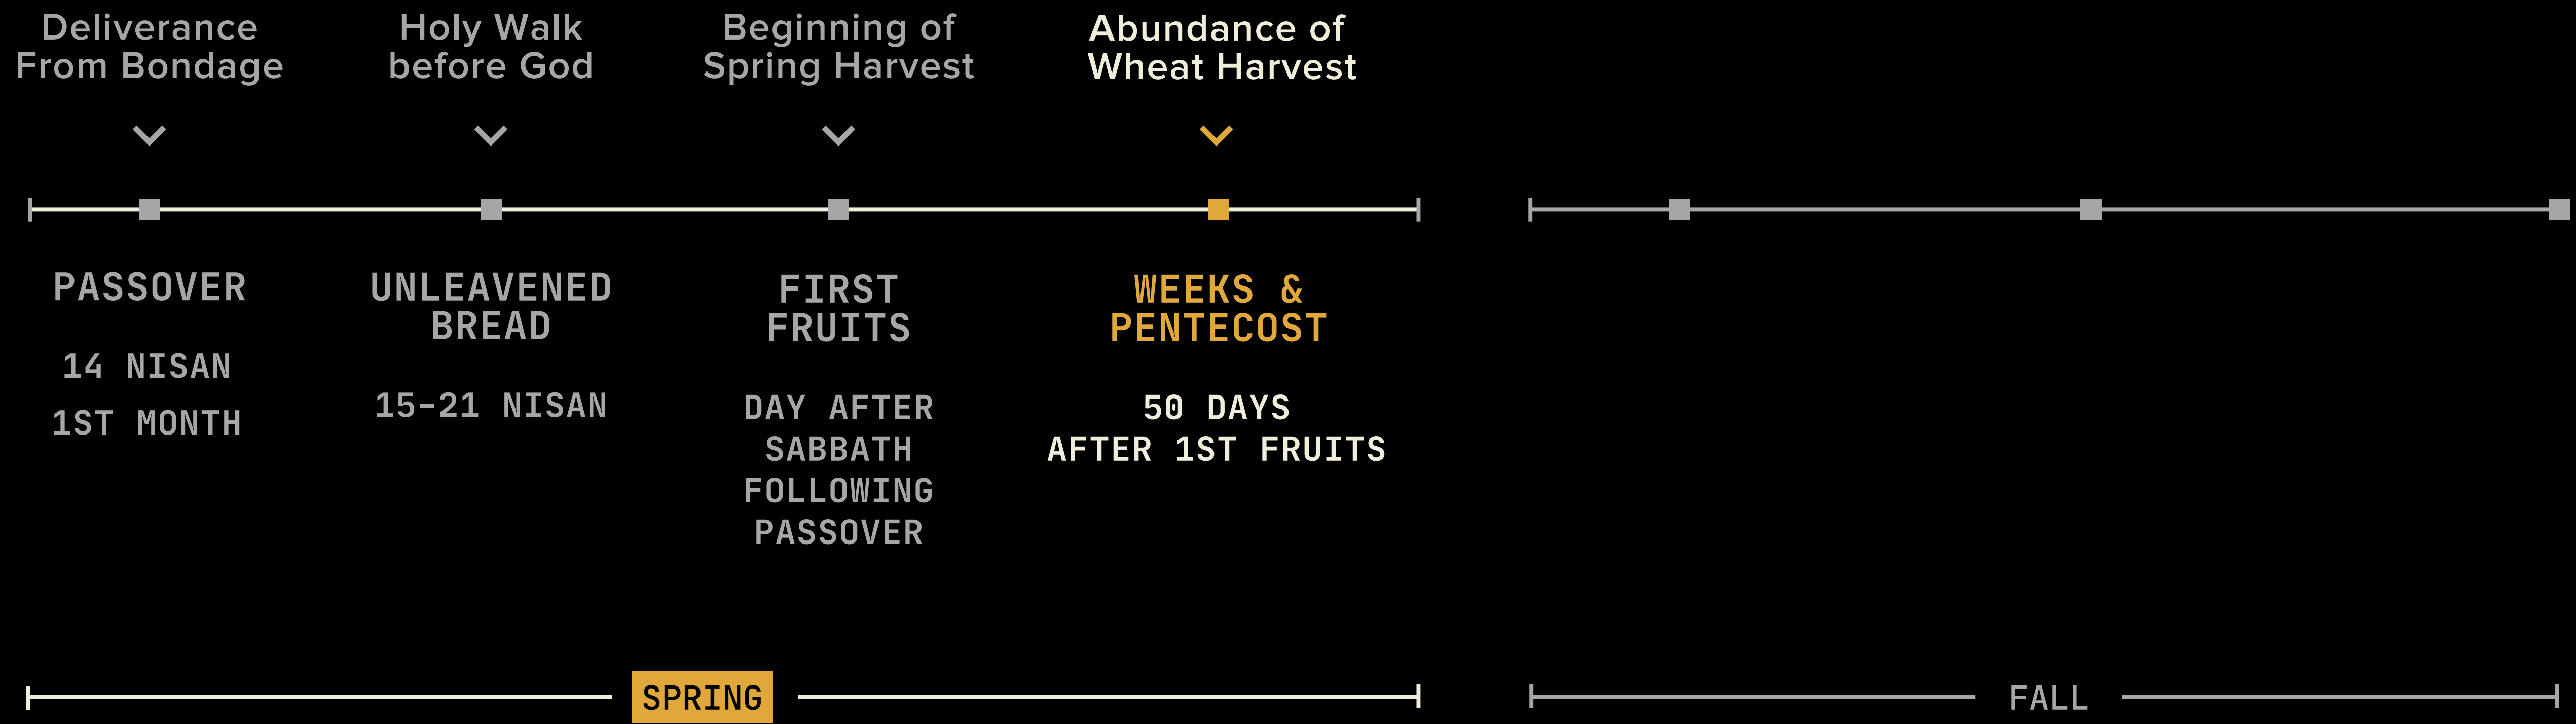 Deliverance
From Bondage
Holy Walk
before God
Beginning of
Spring Harvest
Abundance of
Wheat Harvest
PASSOVER
14 NISAN
1ST MONTH
UNLEAVENED
BREAD
15-21 NISAN
FIRST
FRUITS
DAY AFTER
SABBATH
FOLLOWING
PASSOVER
WEEKS &
PENTECOST
50 DAYS
AFTER 1ST FRUITS
SPRING
FALL